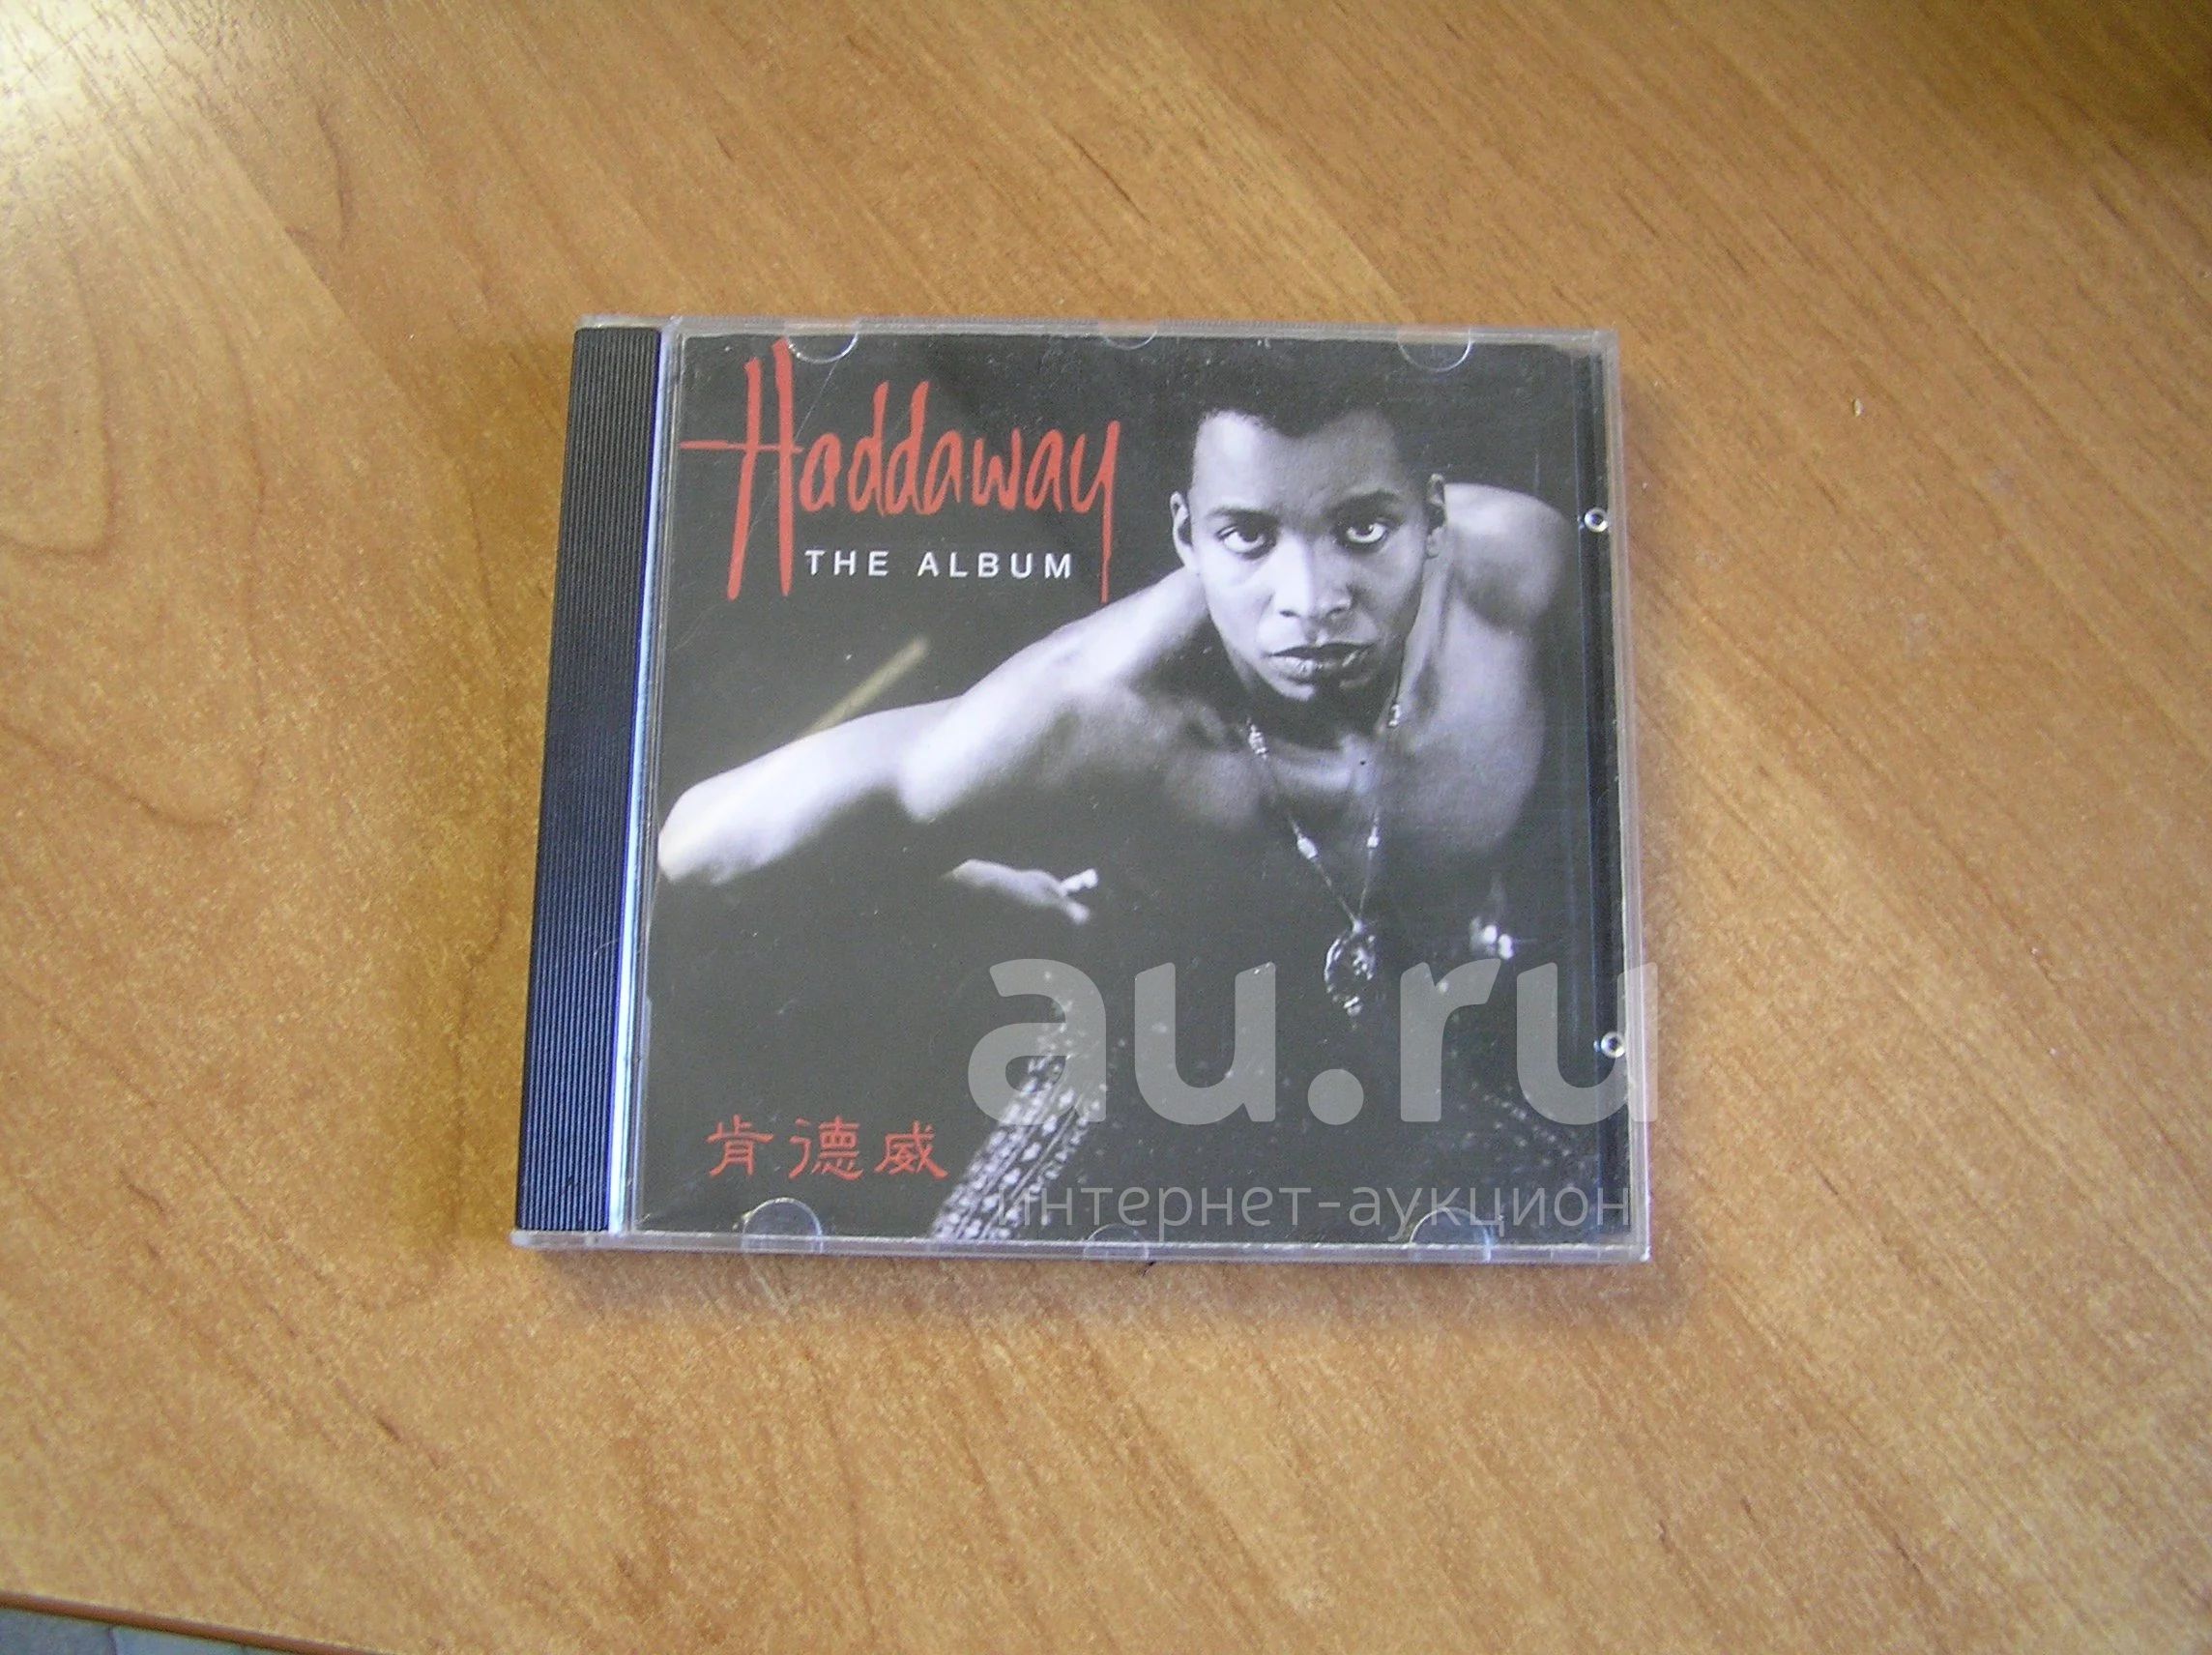 Haddaway
THE ALBUM
肯德威
au.ru
интернет-аукцион